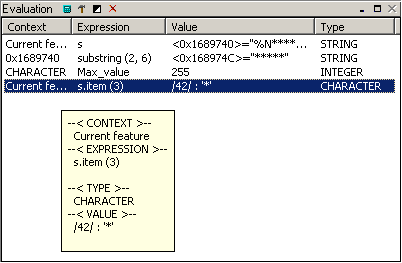 Evaluation
Context Expression Value Type
Current fe... s <0x1689740>="%N****... STRING
0x1689740 substring (2, 6) <0x168974C>="*****" STRING
CHARACTER Max_value 255 INTEGER
Current fe... s.item (3) /42/ : '*' CHARACTER
--< CONTEXT >--
Current feature
--< EXPRESSION >--
s.item (3)
--< TYPE >--
CHARACTER
--< VALUE >--
/42/ : '*'